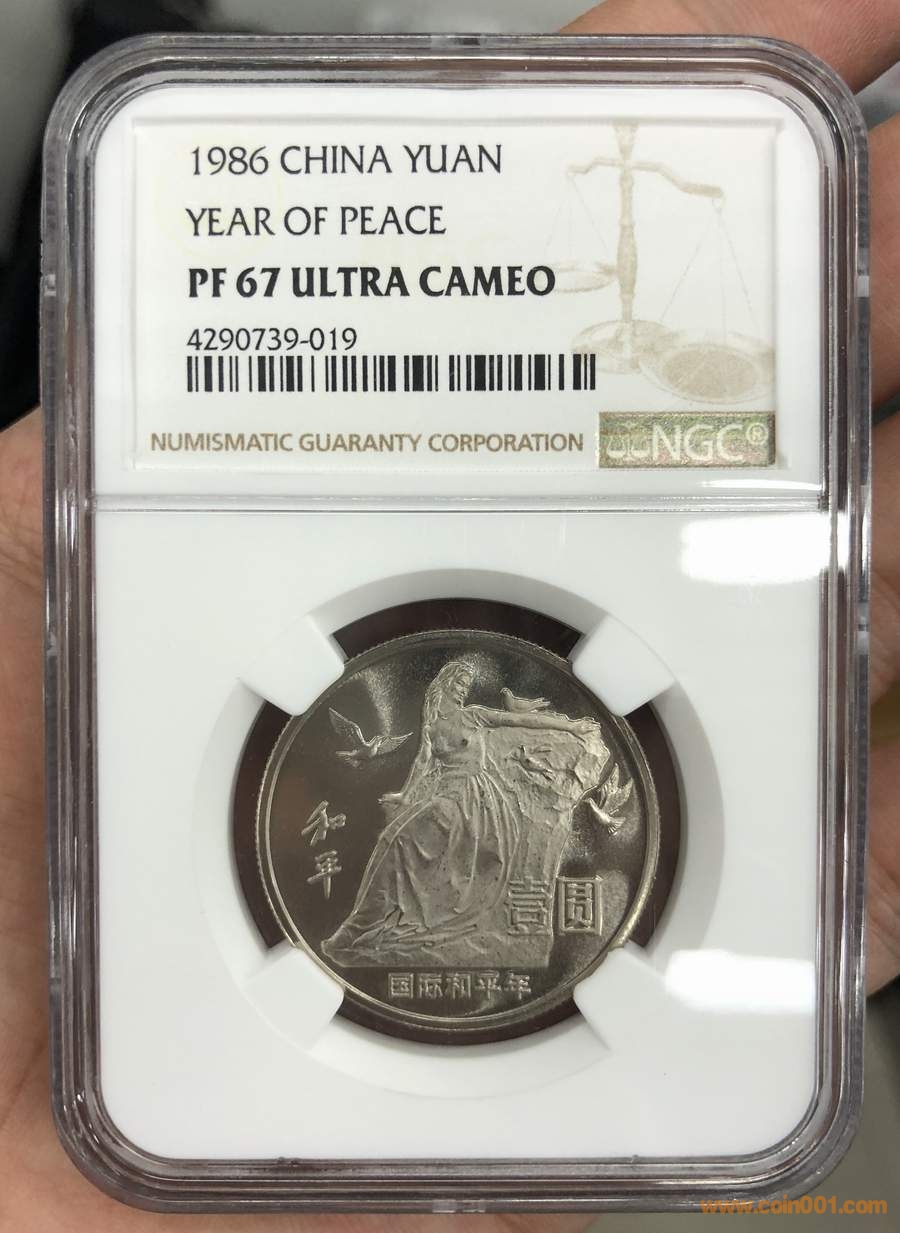 1986 CHINA YUAN
YEAR OF PEACE
PF 67 ULTRA CAMEO
4290739-019
NUMISMATIC GUARANTY CORPORATION
NGC®
和平
壹圆
国际和平年
www.coin001.com